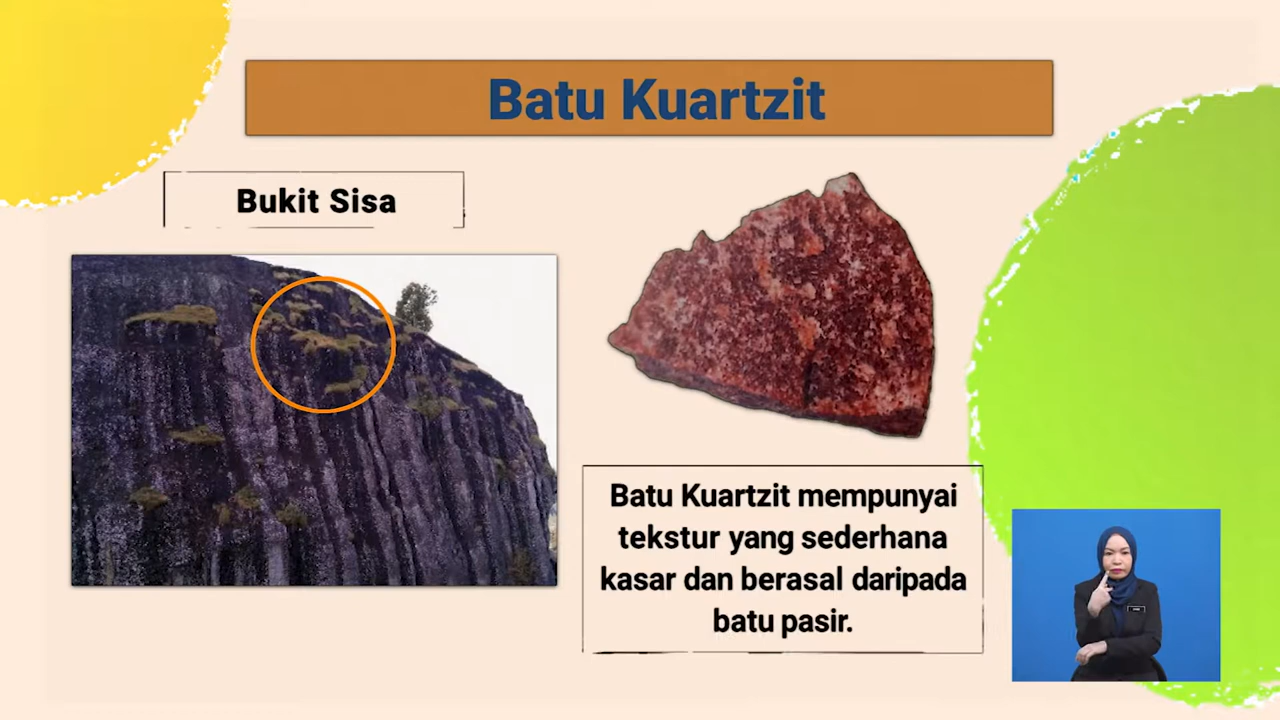 Batu Kuartzit
Bukit Sisa
Batu Kuartzit mempunyai
tekstur yang sederhana
kasar dan berasal daripada
batu pasir.